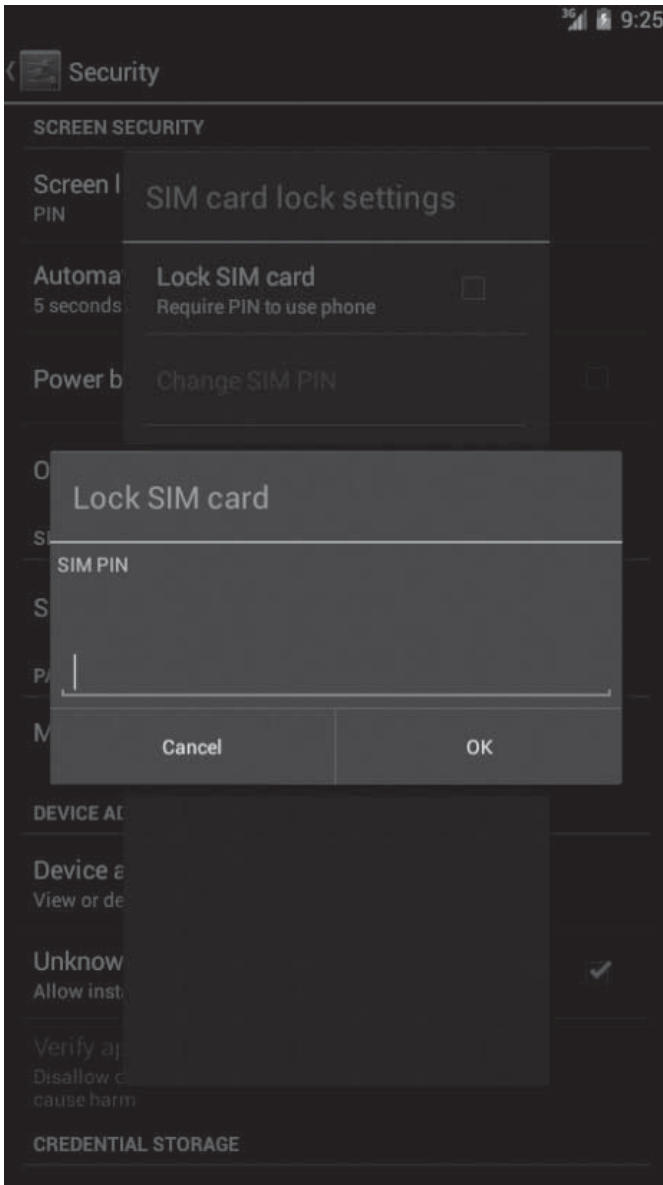 3G 9:25
Security
SCREEN SECURITY
Screen l
PIN
SIM card lock settings
Automa
5 seconds
Lock SIM card
Require PIN to use phone
Power b
Change SIM PIN
O
Lock SIM card
S
SIM PIN
S
PA
M
Cancel
OK
DEVICE AD
Device a
View or de
Unknow
Allow inst
Verify ap
Disallow
cause harm
CREDENTIAL STORAGE